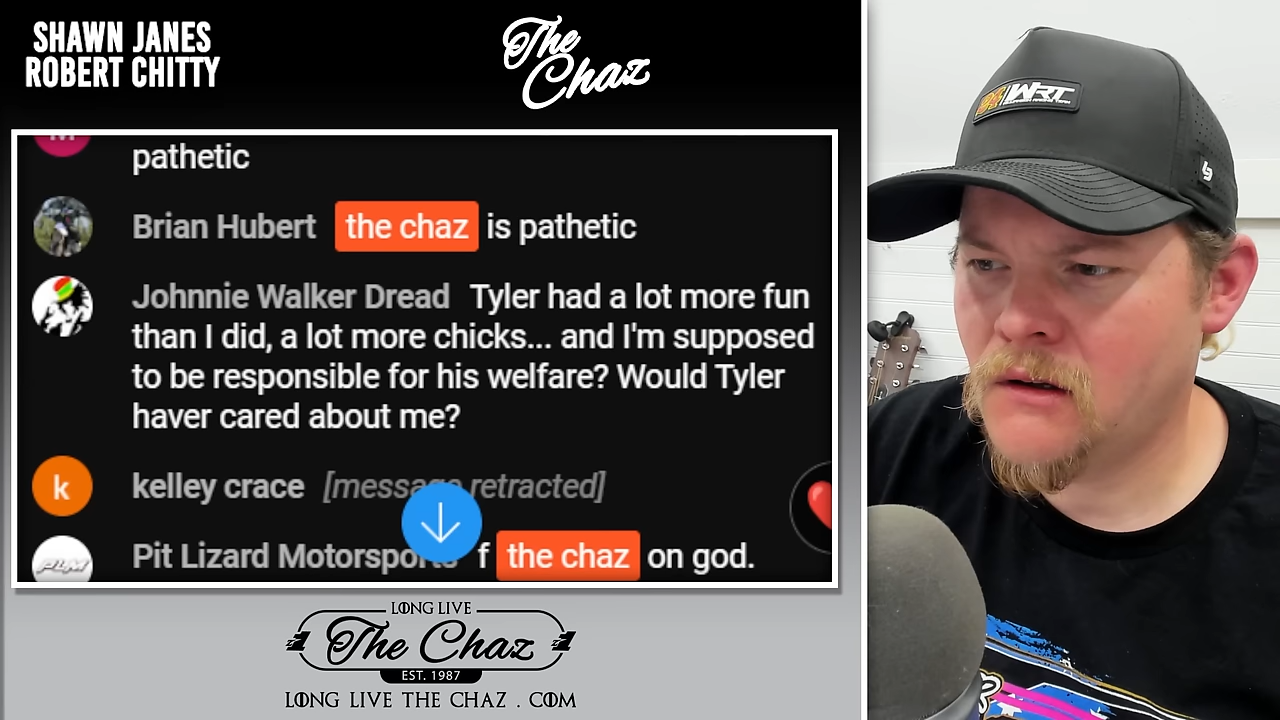 SHAWN JANES
ROBERT CHITTY
The Chaz
pathetic
Brian Hubert the chaz is pathetic
Johnnie Walker Dread Tyler had a lot more fun
than I did, a lot more chicks... and I'm supposed
to be responsible for his welfare? Would Tyler
haver cared about me?
k kelley crace [message retracted]
Pit Lizard Motorsports f the chaz on god.
LONG LIVE
The Chaz
EST. 1987
LONG LIVE THE CHAZ . COM
WRT
PLM